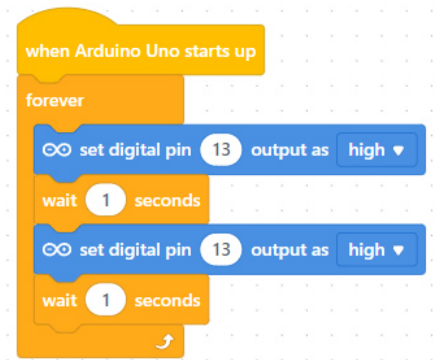 when Arduino Uno starts up
forever
set digital pin 13 output as high
wait 1 seconds
set digital pin 13 output as high
wait 1 seconds